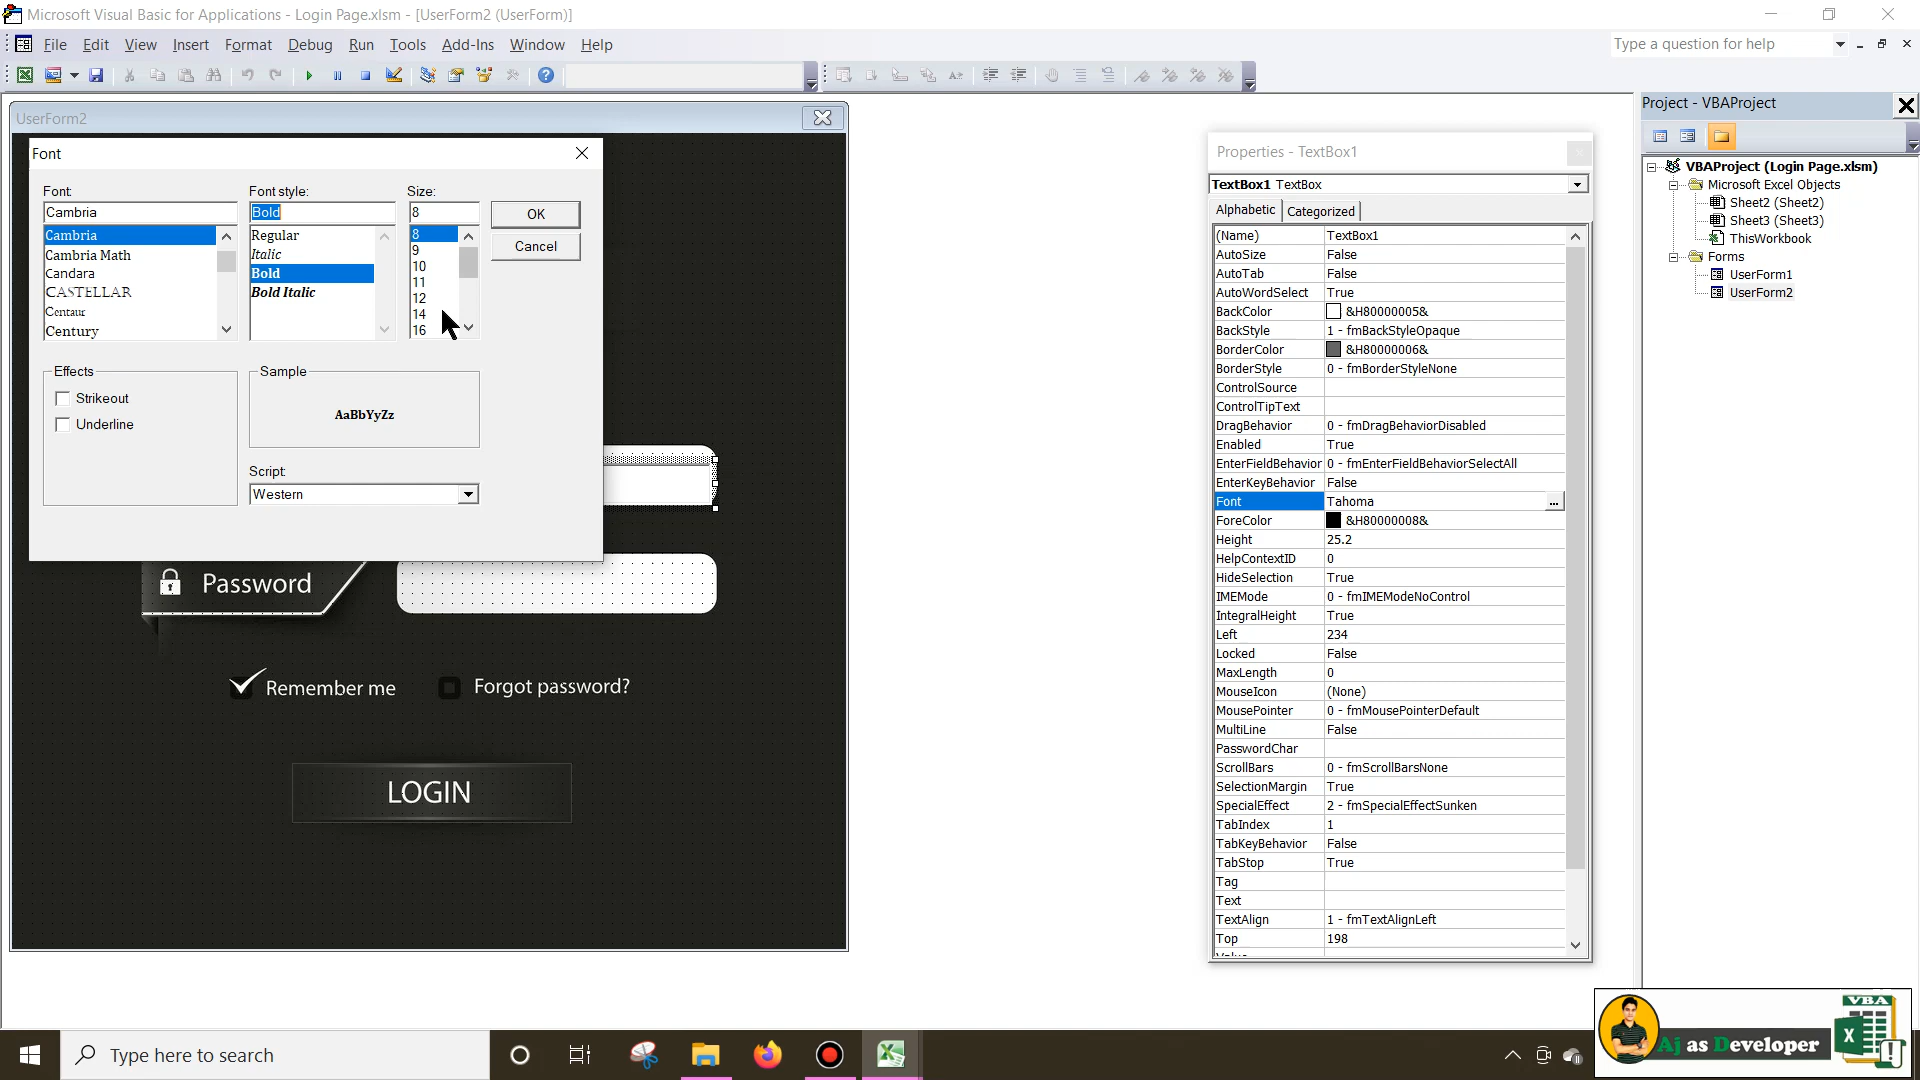 Microsoft Visual Basic for Applications - Login Page.xlsm - [UserForm2 (UserForm)]
File Edit View Insert Format Debug Run Tools Add-Ins Window Help
Type a question for help
UserForm2
Font
Font:
Cambria
Cambria
Cambria Math
Candara
CASTELLAR
Centaur
Century
Font style:
Bold
Regular
Italic
Bold
Bold Italic
Size:
8
8
9
10
11
12
14
16
OK
Cancel
Effects
Strikeout
Underline
Sample
AaBbYyZz
Script:
Western
Password
Remember me
Forgot password?
LOGIN
Properties - TextBox1
TextBox1 TextBox
Alphabetic Categorized
(Name) TextBox1
AutoSize False
AutoTab False
AutoWordSelect True
BackColor &H80000005&
BackStyle 1 - fmBackStyleOpaque
BorderColor &H80000006&
BorderStyle 0 - fmBorderStyleNone
ControlSource
ControlTipText
DragBehavior 0 - fmDragBehaviorDisabled
Enabled True
EnterFieldBehavior 0 - fmEnterFieldBehaviorSelectAll
EnterKeyBehavior False
Font Tahoma ...
ForeColor &H80000008&
Height 25.2
HelpContextID 0
HideSelection True
IMEMode 0 - fmIMEModeNoControl
IntegralHeight True
Left 234
Locked False
MaxLength 0
MouseIcon (None)
MousePointer 0 - fmMousePointerDefault
MultiLine False
PasswordChar
ScrollBars 0 - fmScrollBarsNone
SelectionMargin True
SpecialEffect 2 - fmSpecialEffectSunken
TabIndex 1
TabKeyBehavior False
TabStop True
Tag
Text
TextAlign 1 - fmTextAlignLeft
Top 198
Project - VBAProject
VBAProject (Login Page.xlsm)
Microsoft Excel Objects
Sheet2 (Sheet2)
Sheet3 (Sheet3)
ThisWorkbook
Forms
UserForm1
UserForm2
Type here to search
Aj as Developer
VBA
X